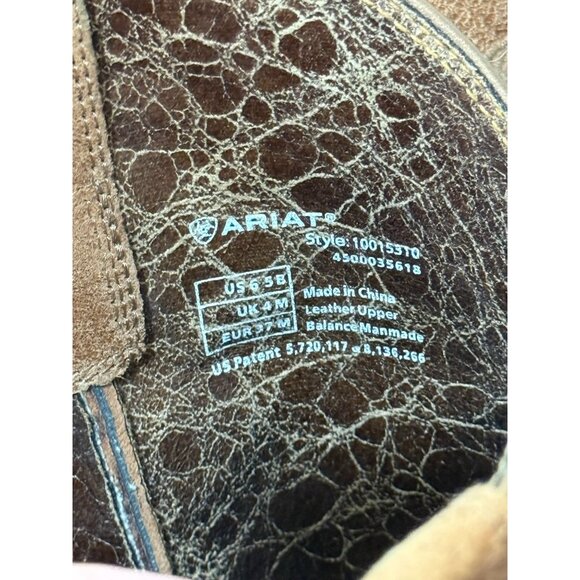 ARIAT®
Style: 10015310
4500035618
US 6.5B
UK 4 M
EUR 37 M
Made in China
Leather Upper
Balance Manmade
US Patent 5,720,117 & 8,136,266